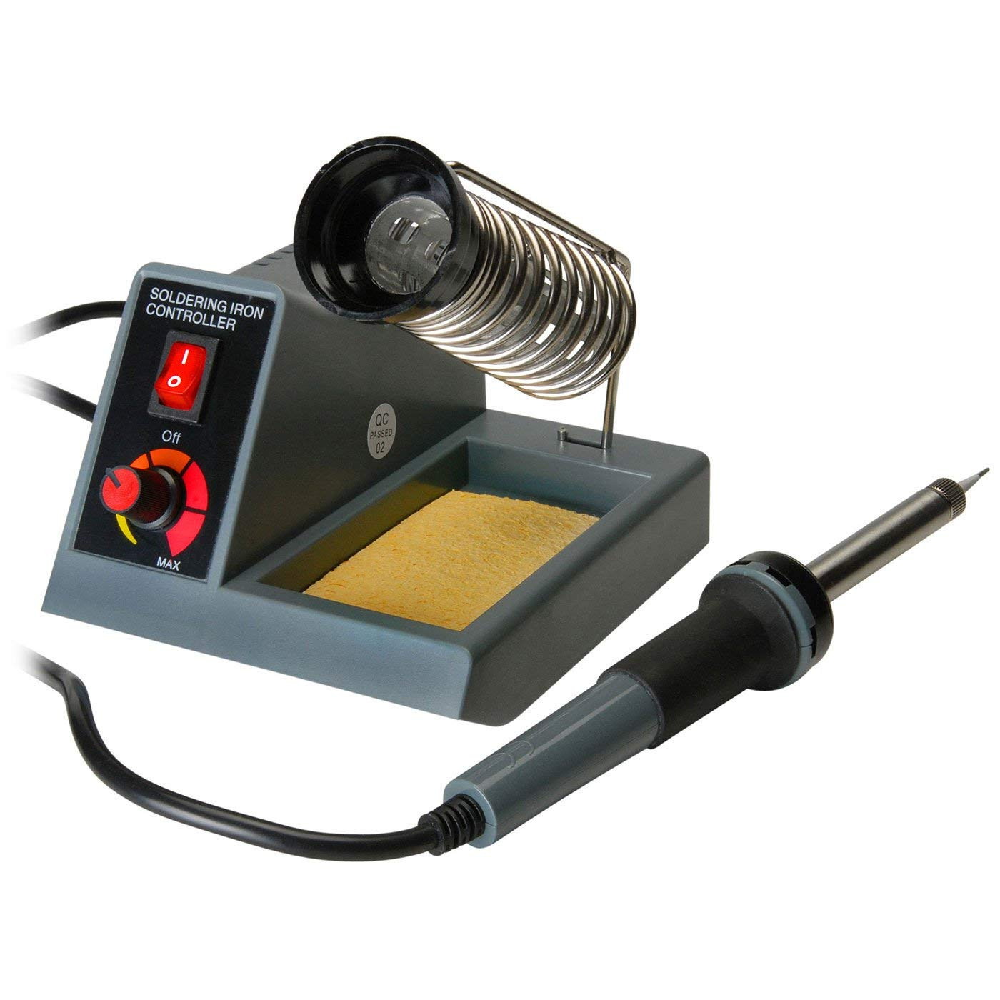 SOLDERING IRON
CONTROLLER
I
O
Off
MAX
QC
PASSED
02